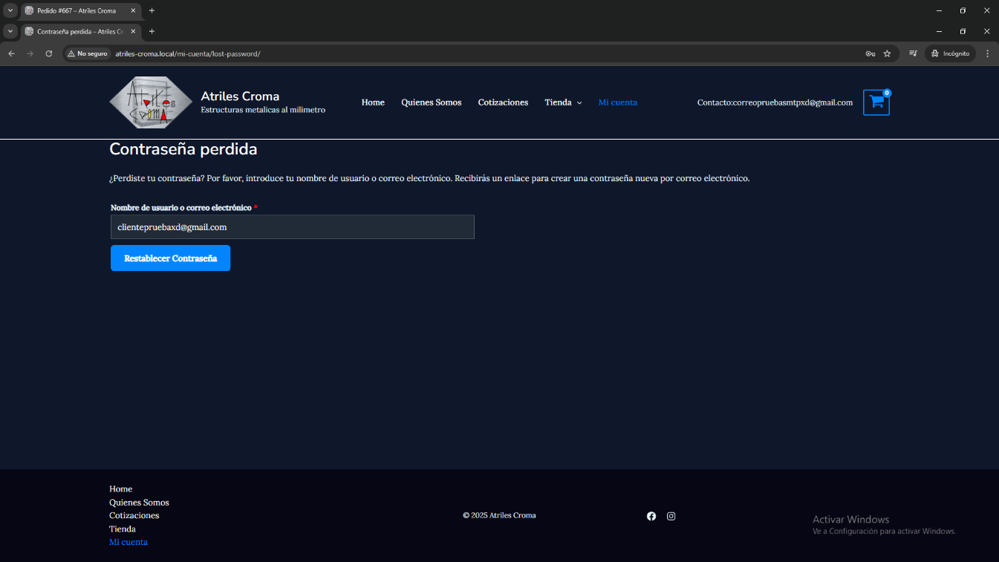 Pedido #667 – Atriles Croma
Contraseña perdida – Atriles Cr
No seguro
atriles-croma.local/mi-cuenta/lost-password/
Incógnito
AtRiLes
CROMA
Atriles Croma
Estructuras metalicas al milimetro
Home
Quienes Somos
Cotizaciones
Tienda
Mi cuenta
Contacto:correopruebasmtpxd@gmail.com
0
Contraseña perdida
¿Perdiste tu contraseña? Por favor, introduce tu nombre de usuario o correo electrónico. Recibirás un enlace para crear una contraseña nueva por correo electrónico.
Nombre de usuario o correo electrónico *
clientepruebaxd@gmail.com
Restablecer Contraseña
Home
Quienes Somos
Cotizaciones
Tienda
Mi cuenta
© 2025 Atriles Croma
Activar Windows
Ve a Configuración para activar Windows.